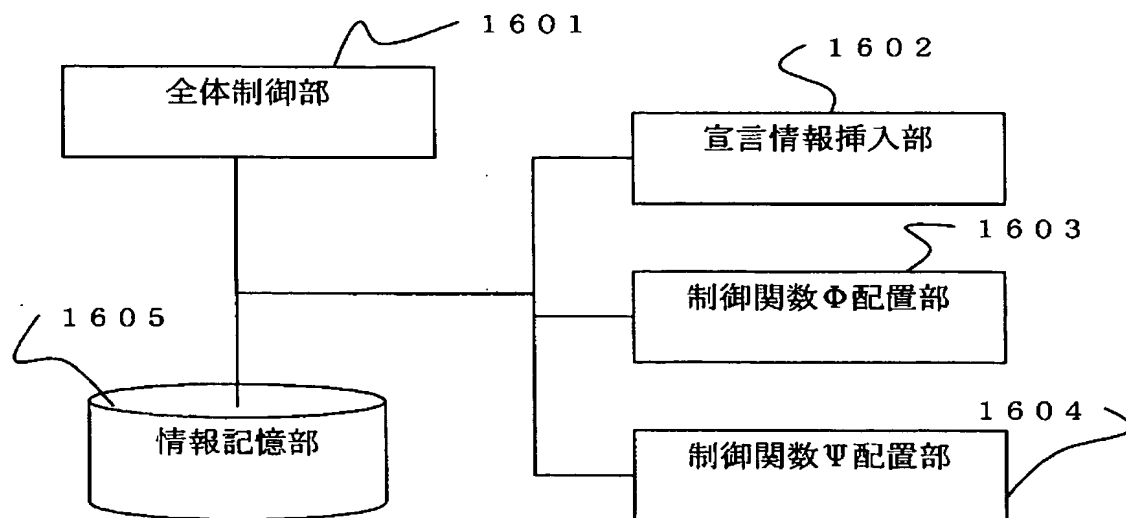 １６０１
全体制御部
１６０２
宣言情報挿入部
１６０３
制御関数Φ配置部
１６０５
情報記憶部
１６０４
制御関数Ψ配置部